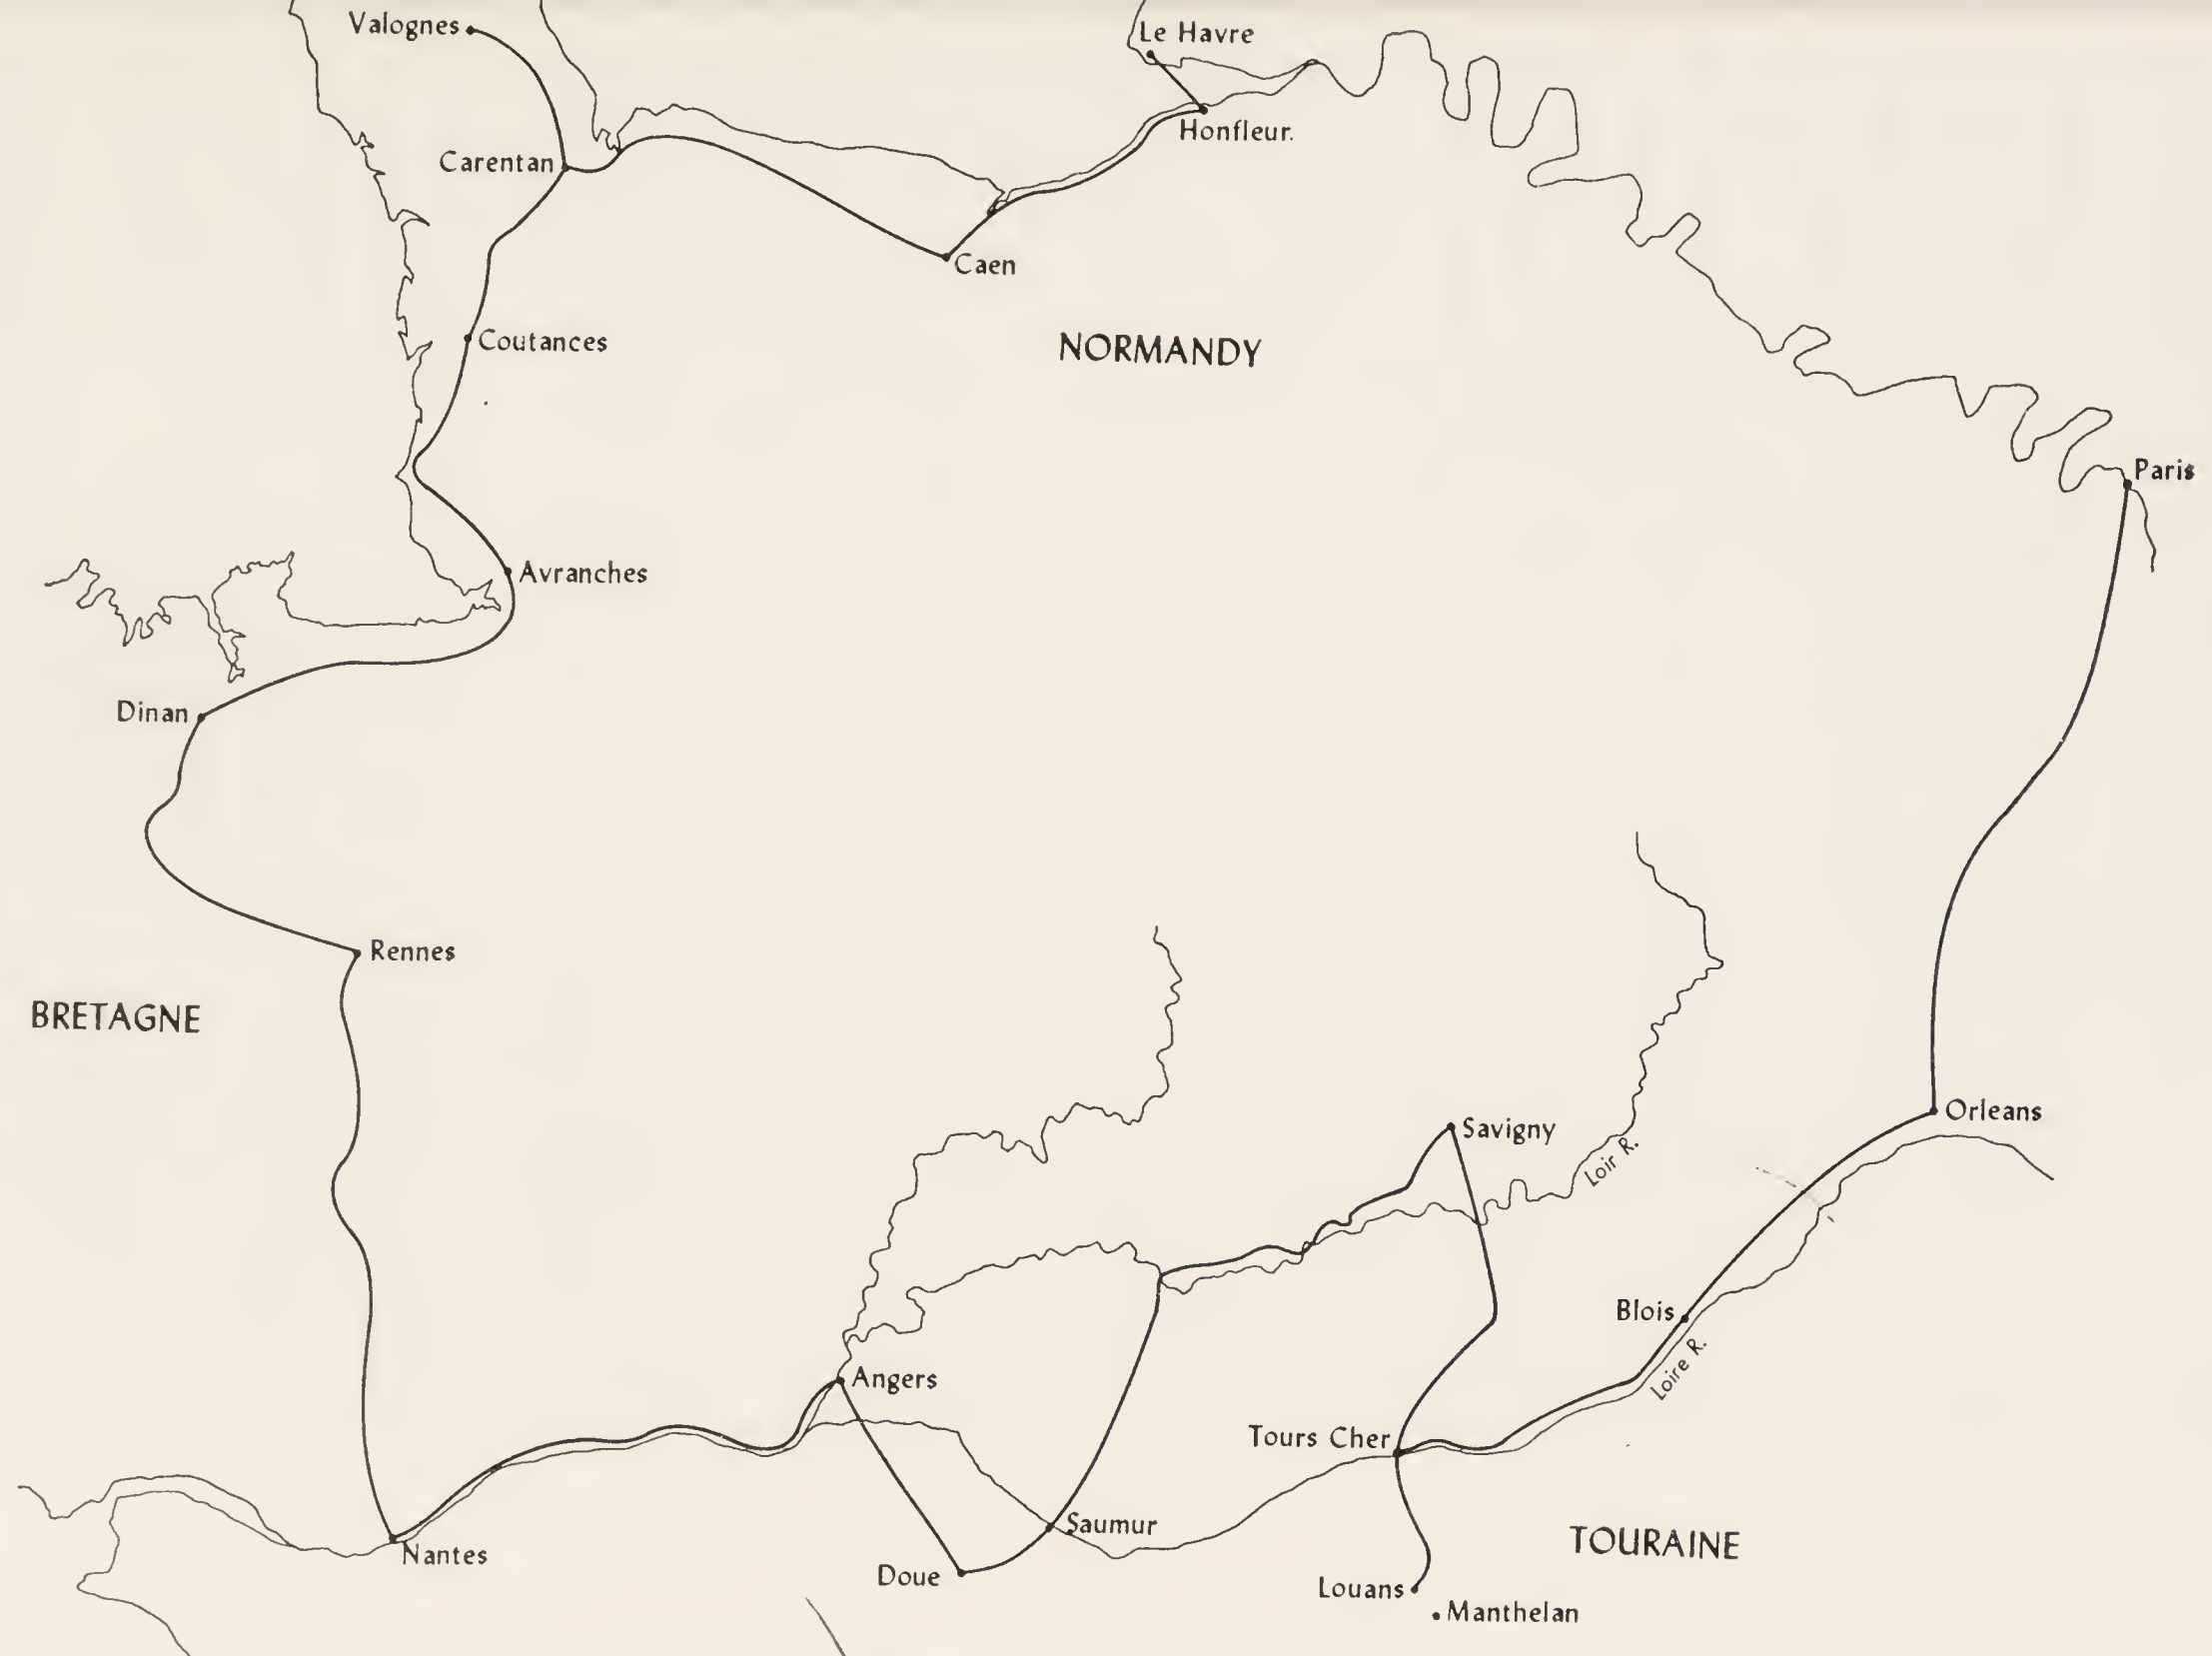 Valognes
Le Havre
Honfleur.
Carentan
Caen
Coutances
NORMANDY
Paris
Avranches
Dinan
Rennes
BRETAGNE
Orleans
Savigny
Loir R.
Blois
Loire R.
Angers
Tours Cher
Saumur
TOURAINE
Nantes
Doue
Louans
Manthelan